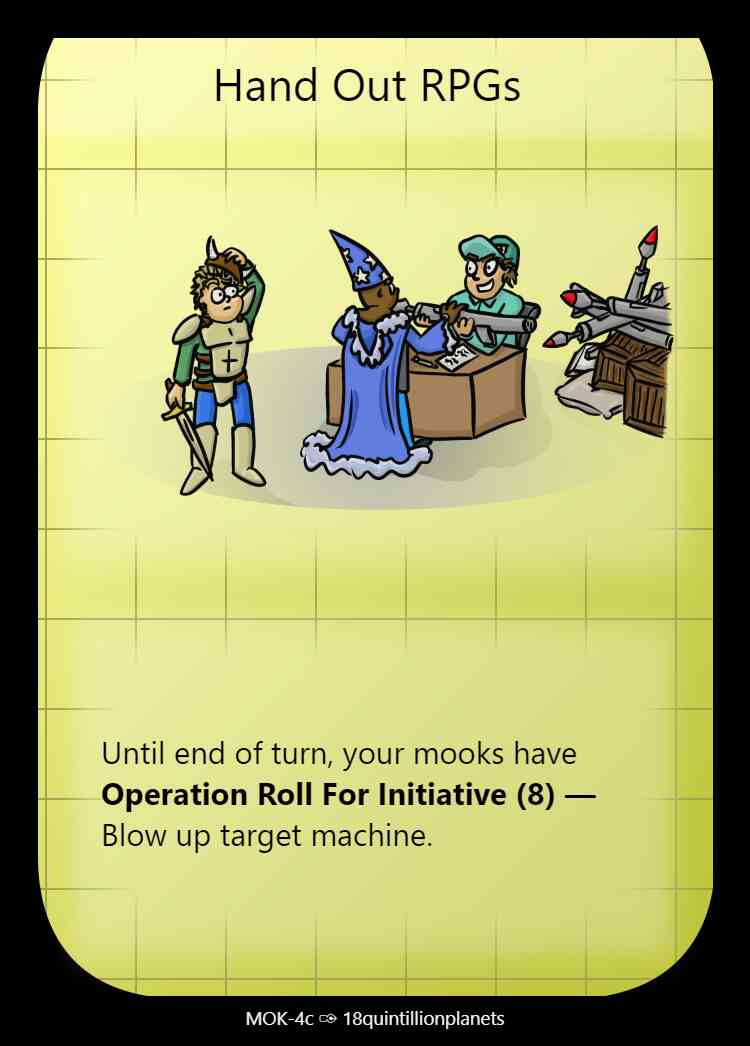 Hand Out RPGs
Until end of turn, your mooks have
Operation Roll For Initiative (8) —
Blow up target machine.
MOK-4c ⌲ 18quintillionplanets